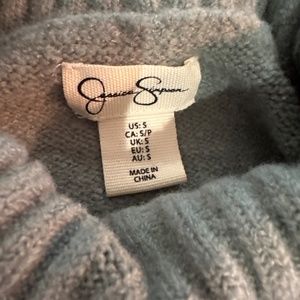 Jessica Simpson
US: S
CA: S/P
UK: S
EU: S
AU: S
MADE IN
CHINA